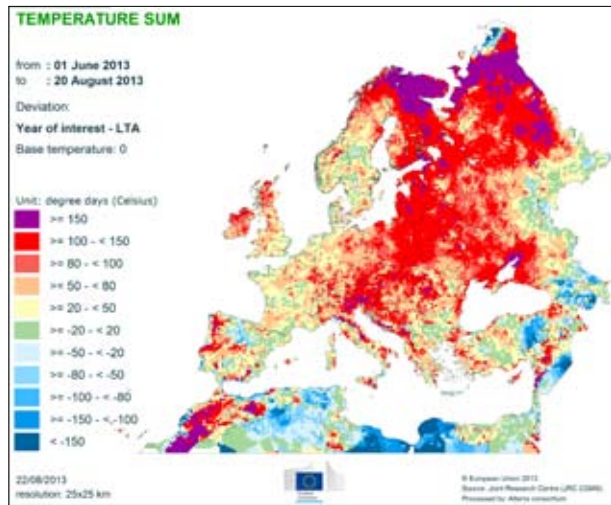 TEMPERATURE SUM
from : 01 June 2013
to : 20 August 2013
Deviation:
Year of interest - LTA
Base temperature: 0
Unit: degree days (Celsius)
>= 150
>= 100 - < 150
>= 80 - < 100
>= 50 - < 80
>= 20 - < 50
>= -20 - < 20
>= -50 - < -20
>= -80 - < -50
>= -100 - < -80
>= -150 - < -100
< -150
22/08/2013
resolution: 25x25 km
© European Union 2013
Source: Joint Research Centre
Processed by: Alterra consortium